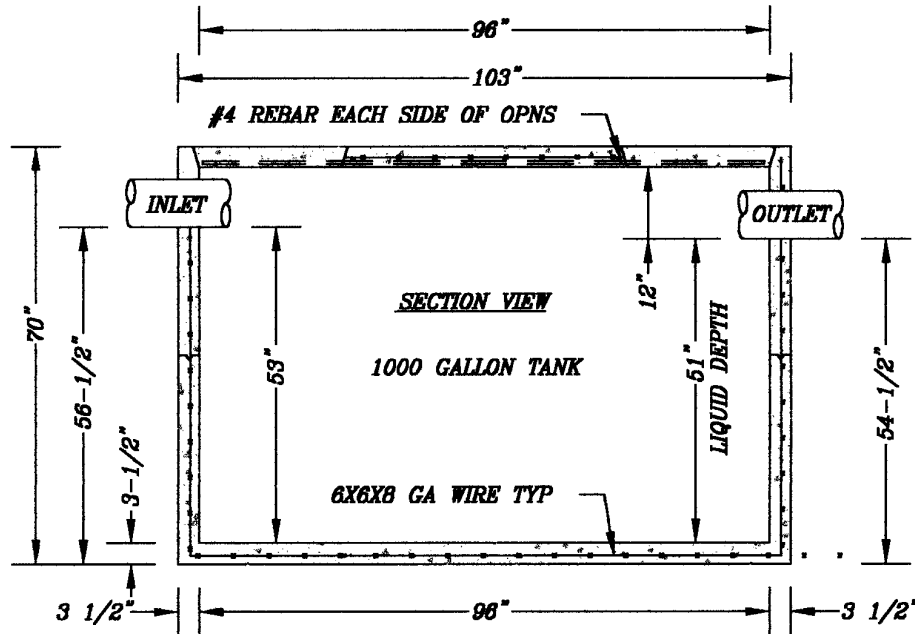 96"
103"
#4 REBAR EACH SIDE OF OPNS
INLET
OUTLET
12"
SECTION VIEW
1000 GALLON TANK
70"
56-1/2"
53"
51"
LIQUID DEPTH
54-1/2"
3-1/2"
6X6X8 GA WIRE TYP
3 1/2"
96"
3 1/2"